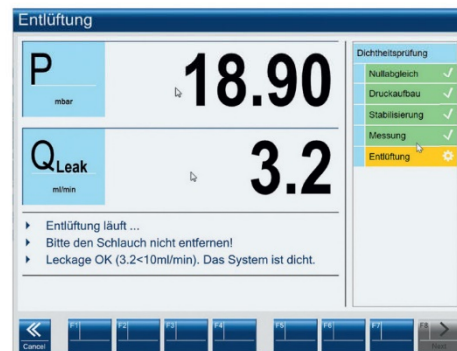 Entlüftung
P
mbar
18.90
QLeak
ml/min
3.2
Entlüftung läuft ...
Bitte den Schlauch nicht entfernen!
Leckage OK (3.2<10ml/min). Das System ist dicht.
Dichtheitsprüfung
Nullabgleich
Druckaufbau
Stabilisierung
Messung
Entlüftung
Cancel
F1
F2
F3
F4
F5
F6
F7
F8
Next